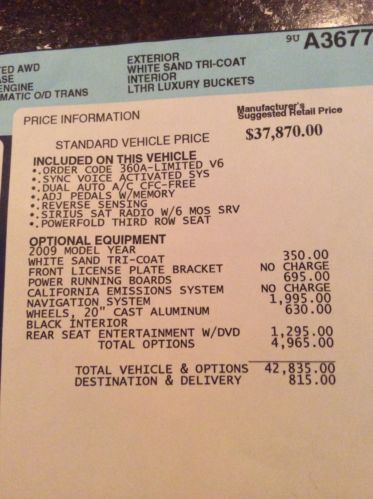 9U A3677
TED AWD EXTERIOR
ASE WHITE SAND TRI-COAT
ENGINE INTERIOR
MATIC O/D TRANS LTHR LUXURY BUCKETS
PRICE INFORMATION Manufacturer's Suggested Retail Price
STANDARD VEHICLE PRICE $37,870.00
INCLUDED ON THIS VEHICLE
•.ORDER CODE 360A-LIMITED V6
•.SYNC VOICE ACTIVATED SYS
•.DUAL AUTO A/C CFC-FREE
•.ADJ PEDALS W/MEMORY
•.REVERSE SENSING
•.SIRIUS SAT RADIO W/6 MOS SRV
•.POWERFOLD THIRD ROW SEAT
OPTIONAL EQUIPMENT
2009 MODEL YEAR
WHITE SAND TRI-COAT 350.00
FRONT LICENSE PLATE BRACKET NO CHARGE
POWER RUNNING BOARDS 695.00
CALIFORNIA EMISSIONS SYSTEM NO CHARGE
NAVIGATION SYSTEM 1,995.00
WHEELS, 20" CAST ALUMINUM 630.00
BLACK INTERIOR
REAR SEAT ENTERTAINMENT W/DVD 1,295.00
TOTAL OPTIONS 4,965.00
TOTAL VEHICLE & OPTIONS 42,835.00
DESTINATION & DELIVERY 815.00